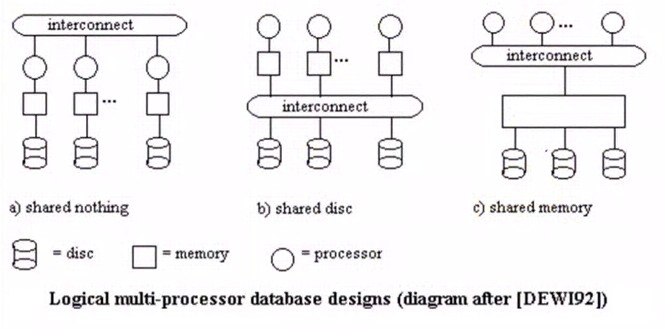 interconnect
...
a) shared nothing
...
interconnect
b) shared disc
...
interconnect
c) shared memory
= disc
= memory
= processor
Logical multi-processor database designs (diagram after [DEWI92])